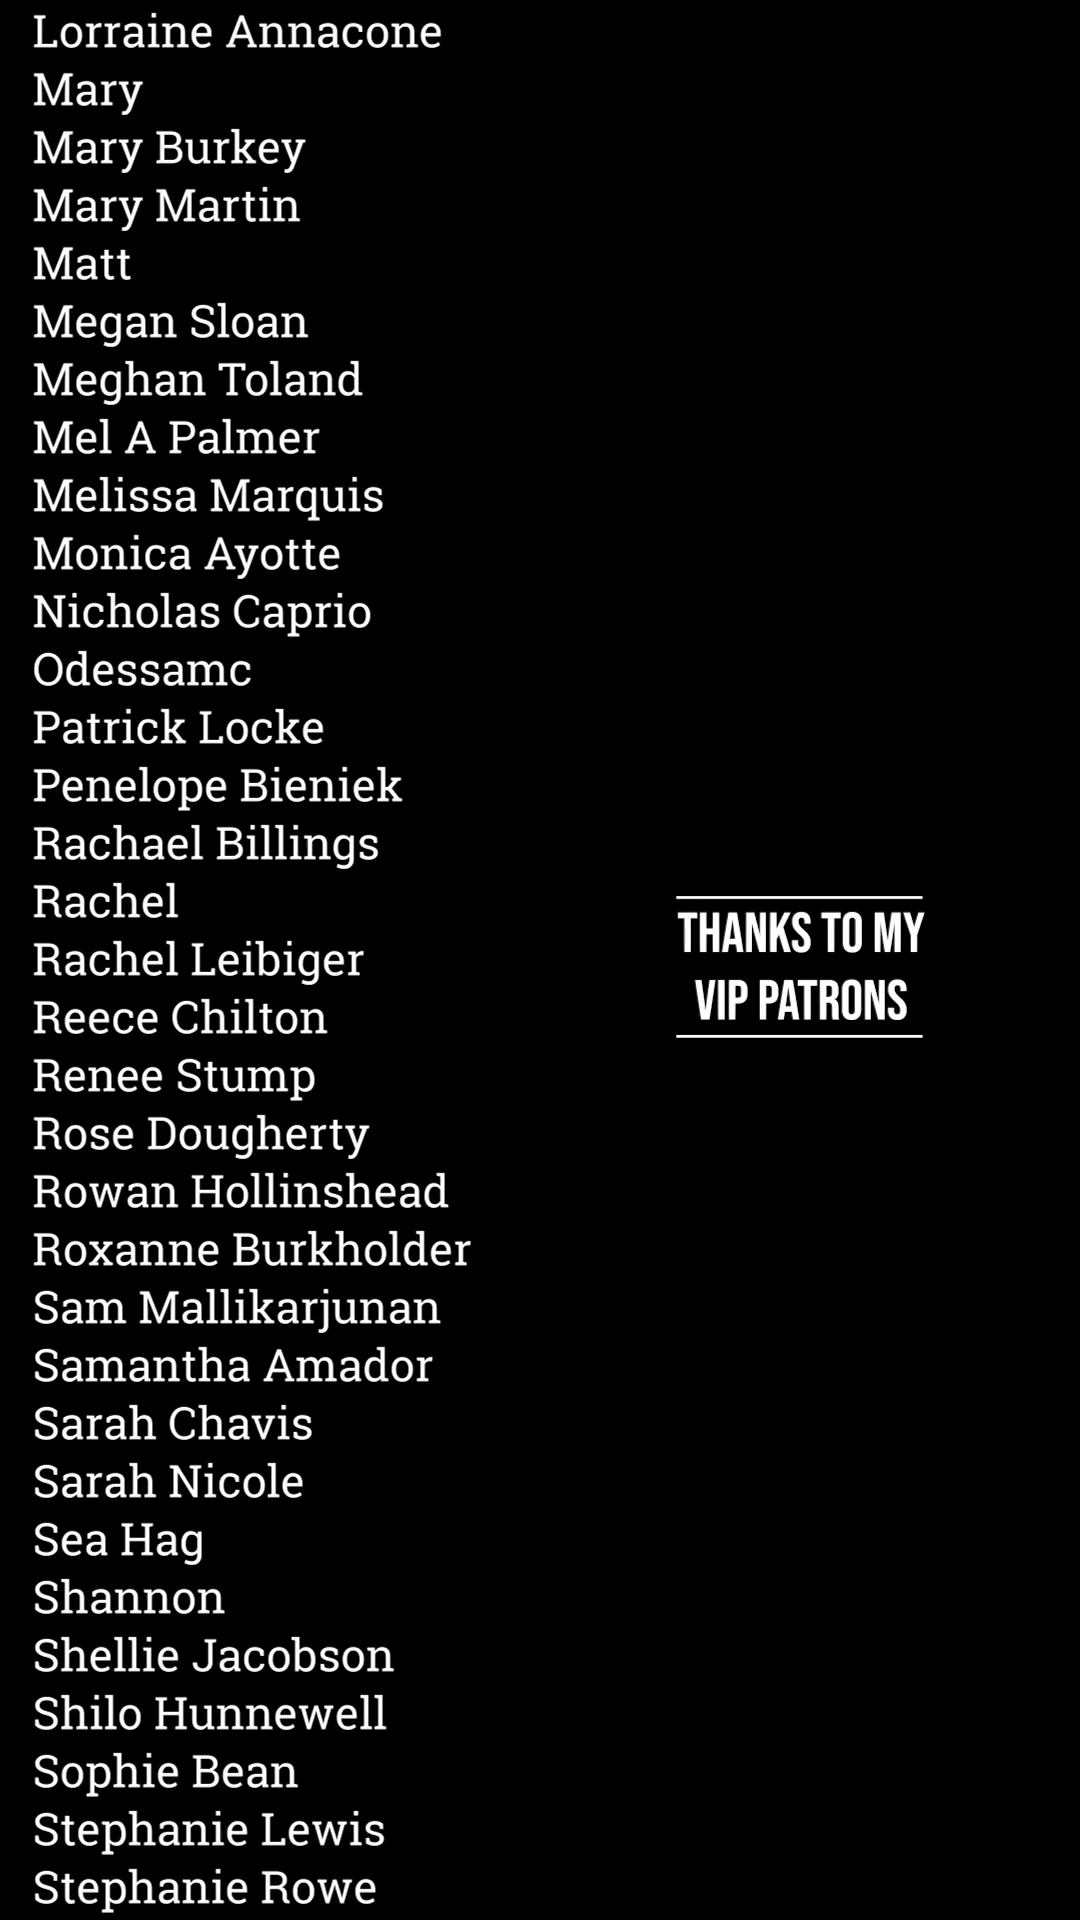 Lorraine Annacone
Mary
Mary Burkey
Mary Martin
Matt
Megan Sloan
Meghan Toland
Mel A Palmer
Melissa Marquis
Monica Ayotte
Nicholas Caprio
Odessamc
Patrick Locke
Penelope Bieniek
Rachael Billings
Rachel
Rachel Leibiger
Reece Chilton
Renee Stump
Rose Dougherty
Rowan Hollinshead
Roxanne Burkholder
Sam Mallikarjunan
Samantha Amador
Sarah Chavis
Sarah Nicole
Sea Hag
Shannon
Shellie Jacobson
Shilo Hunnewell
Sophie Bean
Stephanie Lewis
Stephanie Rowe
THANKS TO MY
VIP PATRONS